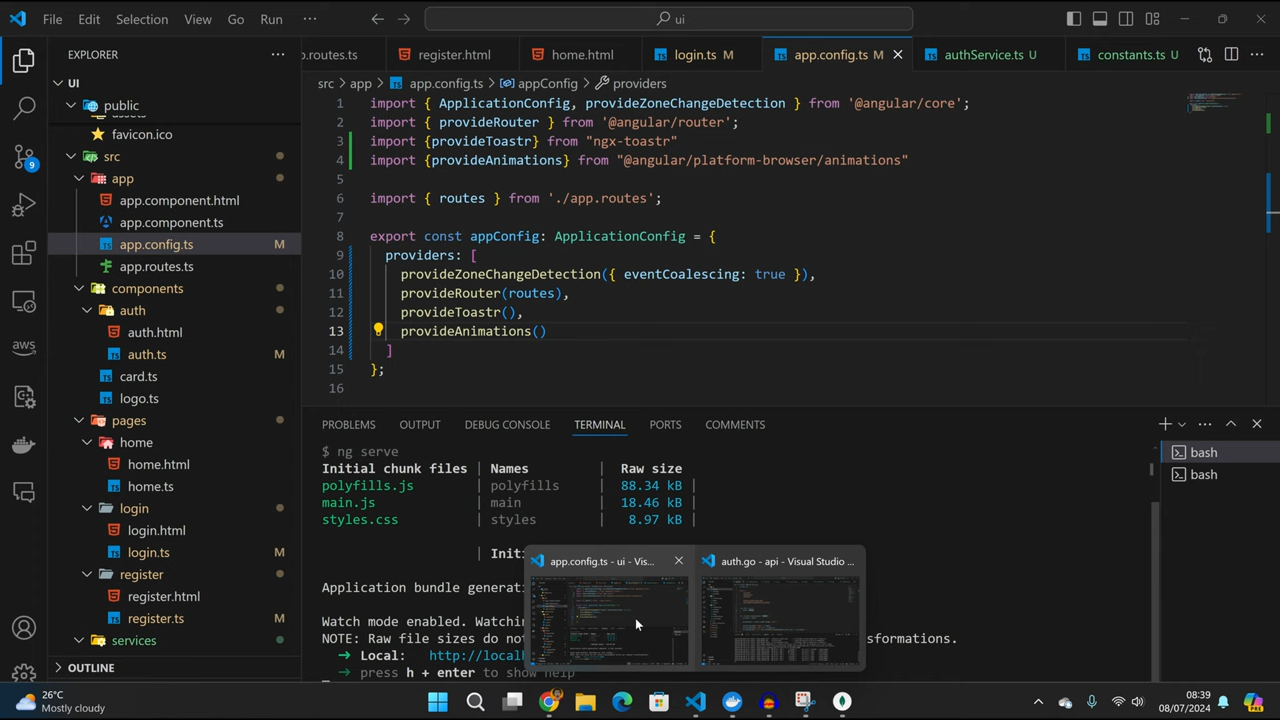 File Edit Selection View Go Run ··· ui
EXPLORER
UI
public
favicon.ico
src
app
app.component.html
app.component.ts
app.config.ts M
app.routes.ts
components
auth
auth.html
auth.ts M
card.ts
logo.ts
pages
home
home.html
home.ts
login
login.html
login.ts M
register
register.html
register.ts
services
OUTLINE
p.routes.ts register.html home.html login.ts M app.config.ts M authService.ts U constants.ts U
src > app > app.config.ts > appConfig > providers
1 import { ApplicationConfig, provideZoneChangeDetection } from '@angular/core';
2 import { provideRouter } from '@angular/router';
3 import {provideToastr} from "ngx-toastr"
4 import {provideAnimations} from "@angular/platform-browser/animations"
5
6 import { routes } from './app.routes';
7
8 export const appConfig: ApplicationConfig = {
9 providers: [
10 provideZoneChangeDetection({ eventCoalescing: true }),
11 provideRouter(routes),
12 provideToastr(),
13 provideAnimations()
14 ]
15 };
16
PROBLEMS OUTPUT DEBUG CONSOLE TERMINAL PORTS COMMENTS
bash
bash
$ ng serve
Initial chunk files | Names | Raw size
polyfills.js | polyfills | 88.34 kB |
main.js | main | 18.46 kB |
styles.css | styles | 8.97 kB |
| Initi
Application bundle generat
Watch mode enabled. Watchin
NOTE: Raw file sizes do no sformations.
→ Local: http://localh
→ press h + enter to show help
app.config.ts - ui - Vis...
auth.go - api - Visual Studio ...
9
aws
26°C
Mostly cloudy
08:39
08/07/2024